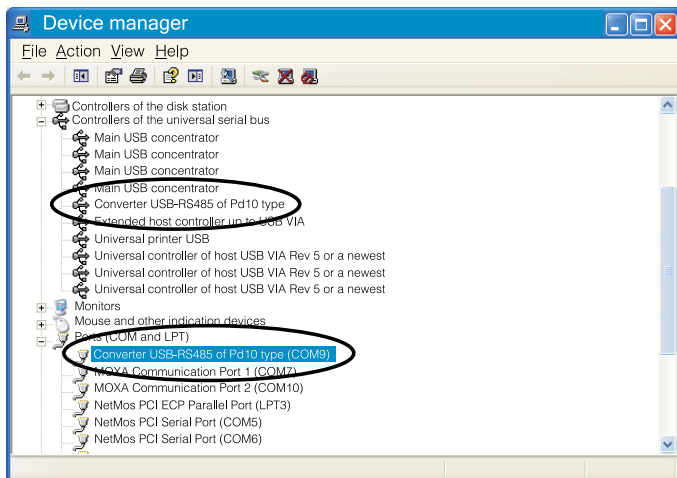 Device manager
File Action View Help
Controllers of the disk station
Controllers of the universal serial bus
Main USB concentrator
Main USB concentrator
Main USB concentrator
Main USB concentrator
Converter USB-RS485 of Pd10 type
Extended host controller up to USB VIA
Universal printer USB
Universal controller of host USB VIA Rev 5 or a newest
Universal controller of host USB VIA Rev 5 or a newest
Universal controller of host USB VIA Rev 5 or a newest
Monitors
Mouse and other indication devices
Ports (COM and LPT)
Converter USB-RS485 of Pd10 type (COM9)
MOXA Communication Port 1 (COM7)
MOXA Communication Port 2 (COM10)
NetMos PCI ECP Parallel Port (LPT3)
NetMos PCI Serial Port (COM5)
NetMos PCI Serial Port (COM6)